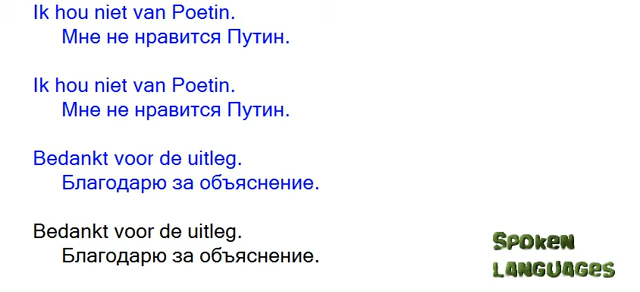 Ik hou niet van Poetin.
Мне не нравится Путин.
Ik hou niet van Poetin.
Мне не нравится Путин.
Bedankt voor de uitleg.
Благодарю за объяснение.
Bedankt voor de uitleg.
Благодарю за объяснение.
Spoken
Languages